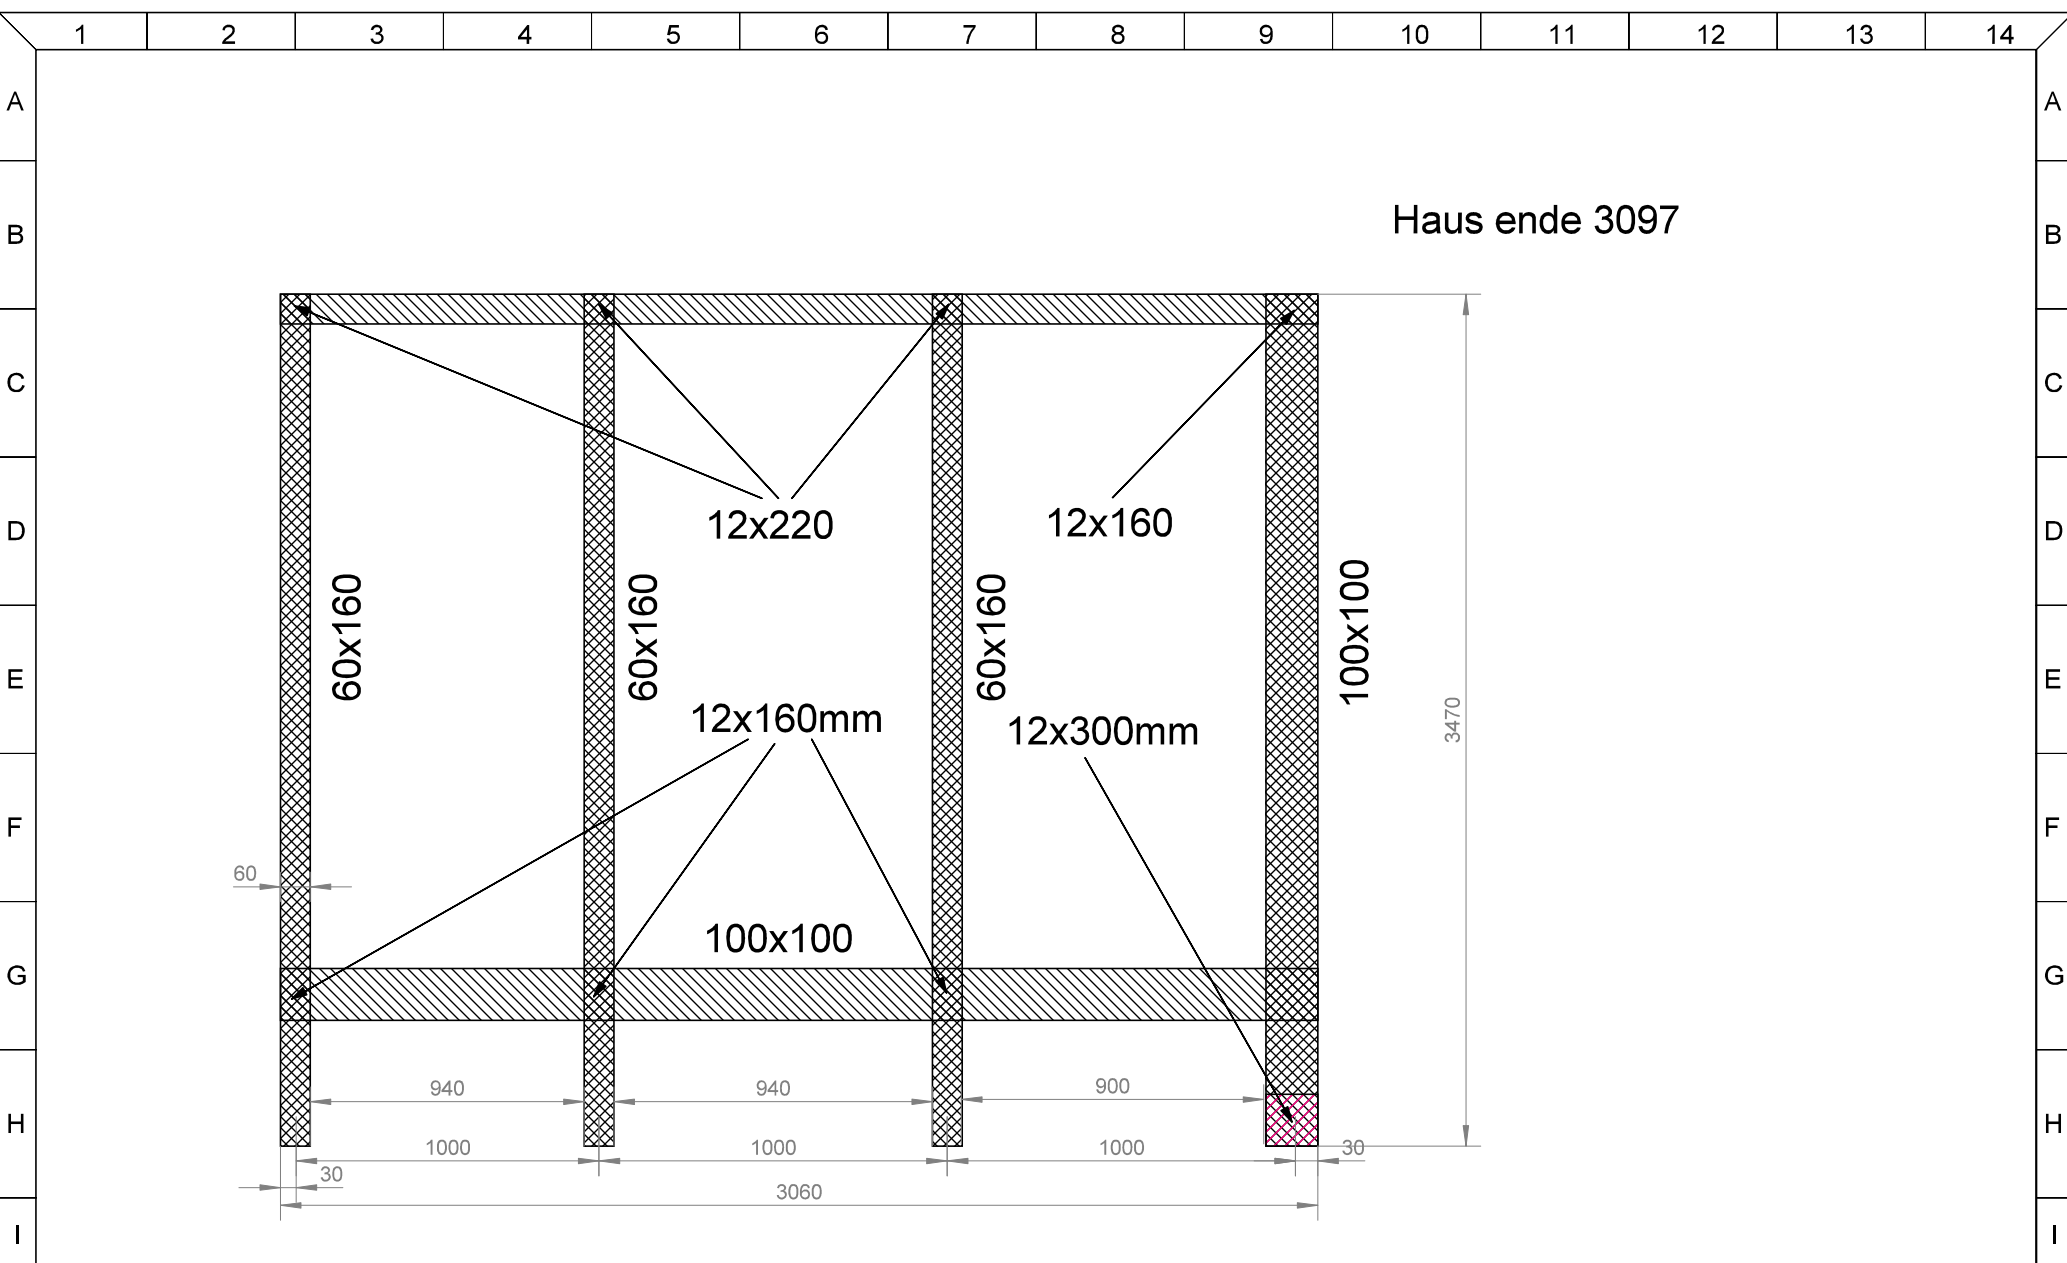 1 2 3 4 5 6 7 8 9 10 11 12 13 14
A A
B Haus ende 3097 B
C C
12x220 12x160
D D
60x160 60x160 60x160 100x100
E E
12x160mm 12x300mm 3470
F F
60
100x100
G G
940 940 900
H H
1000 1000 1000 30
30
3060
I I